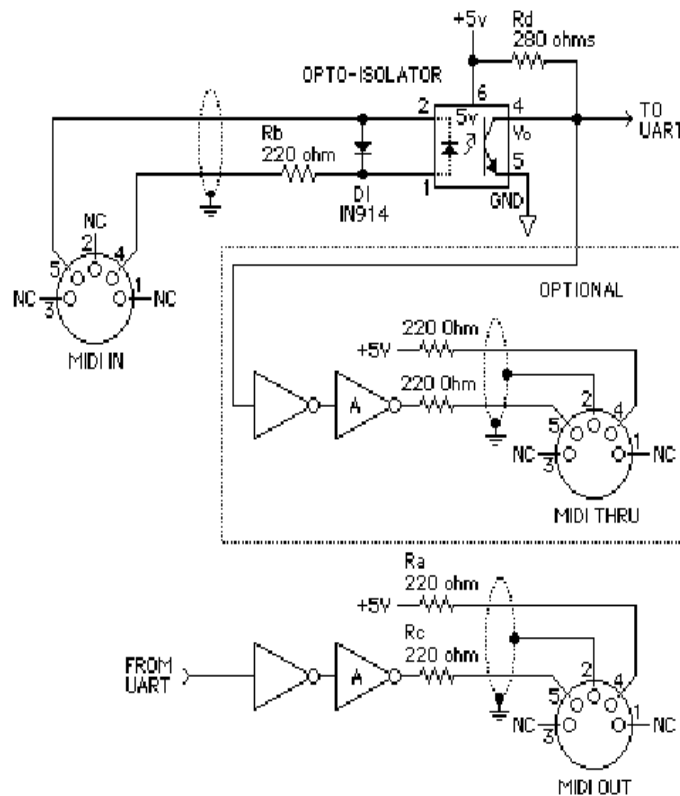 +5v
Rd
280 ohms
OPTO-ISOLATOR
6
2
5v
4
Vo
TO
UART
Rb
220 ohm
1
5
DI
IN914
GND
NC
5
2
4
NC
3
1
NC
MIDI IN
OPTIONAL
220 Ohm
+5V
220 Ohm
A
2
5
4
NC
3
1
NC
MIDI THRU
Ra
220 ohm
+5V
Rc
220 ohm
FROM
UART
A
2
5
4
NC
3
1
NC
MIDI OUT